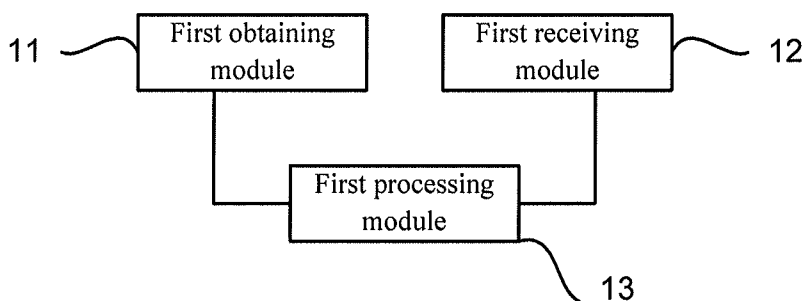 11
First obtaining
module
First receiving
module
12
First processing
module
13